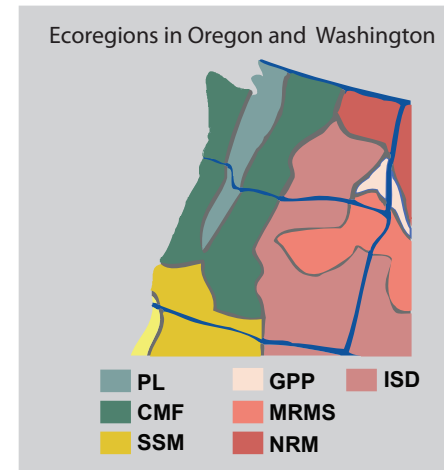 Ecoregions in Oregon and Washington
PL GPP ISD
CMF MRMS
SSM NRM